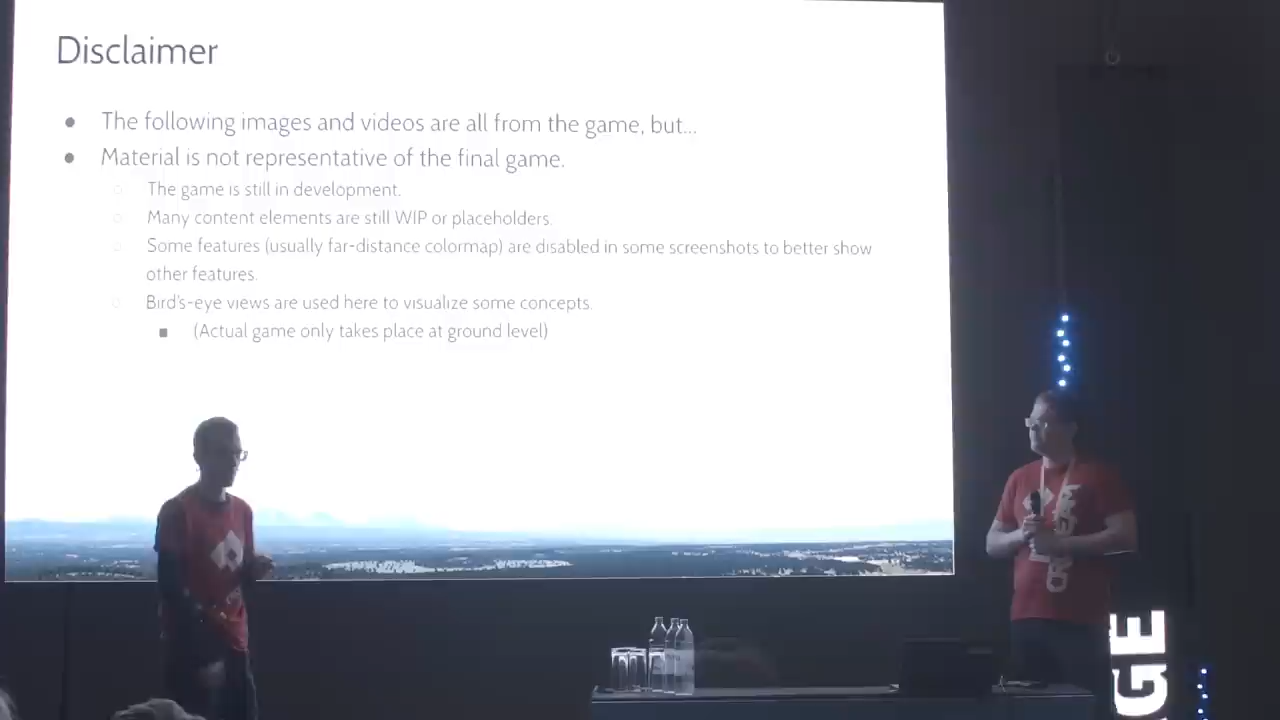 Disclaimer
The following images and videos are all from the game, but...
Material is not representative of the final game.
The game is still in development.
Many content elements are still WIP or placeholders.
Some features (usually far-distance colormap) are disabled in some screenshots to better show
other features.
Bird's-eye views are used here to visualize some concepts.
(Actual game only takes place at ground level)
GE